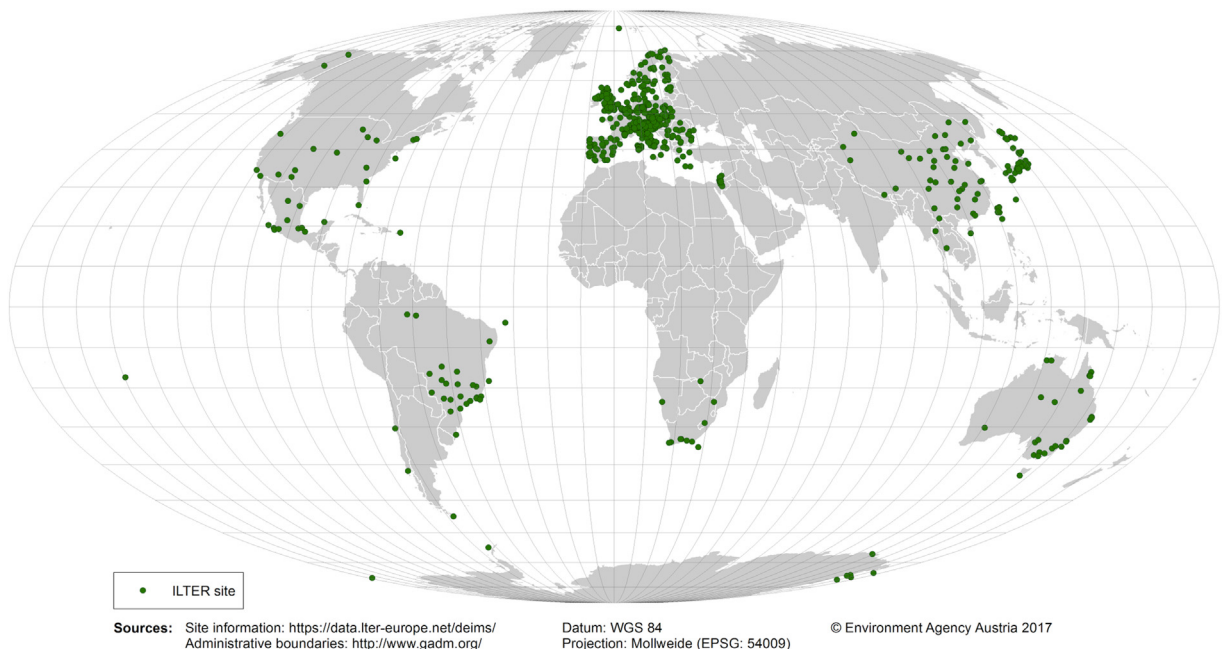 ILTER site
Sources: Site information: https://data.lter-europe.net/deims/
Administrative boundaries: http://www.gadm.org/
Datum: WGS 84
Projection: Mollweide (EPSG: 54009)
© Environment Agency Austria 2017